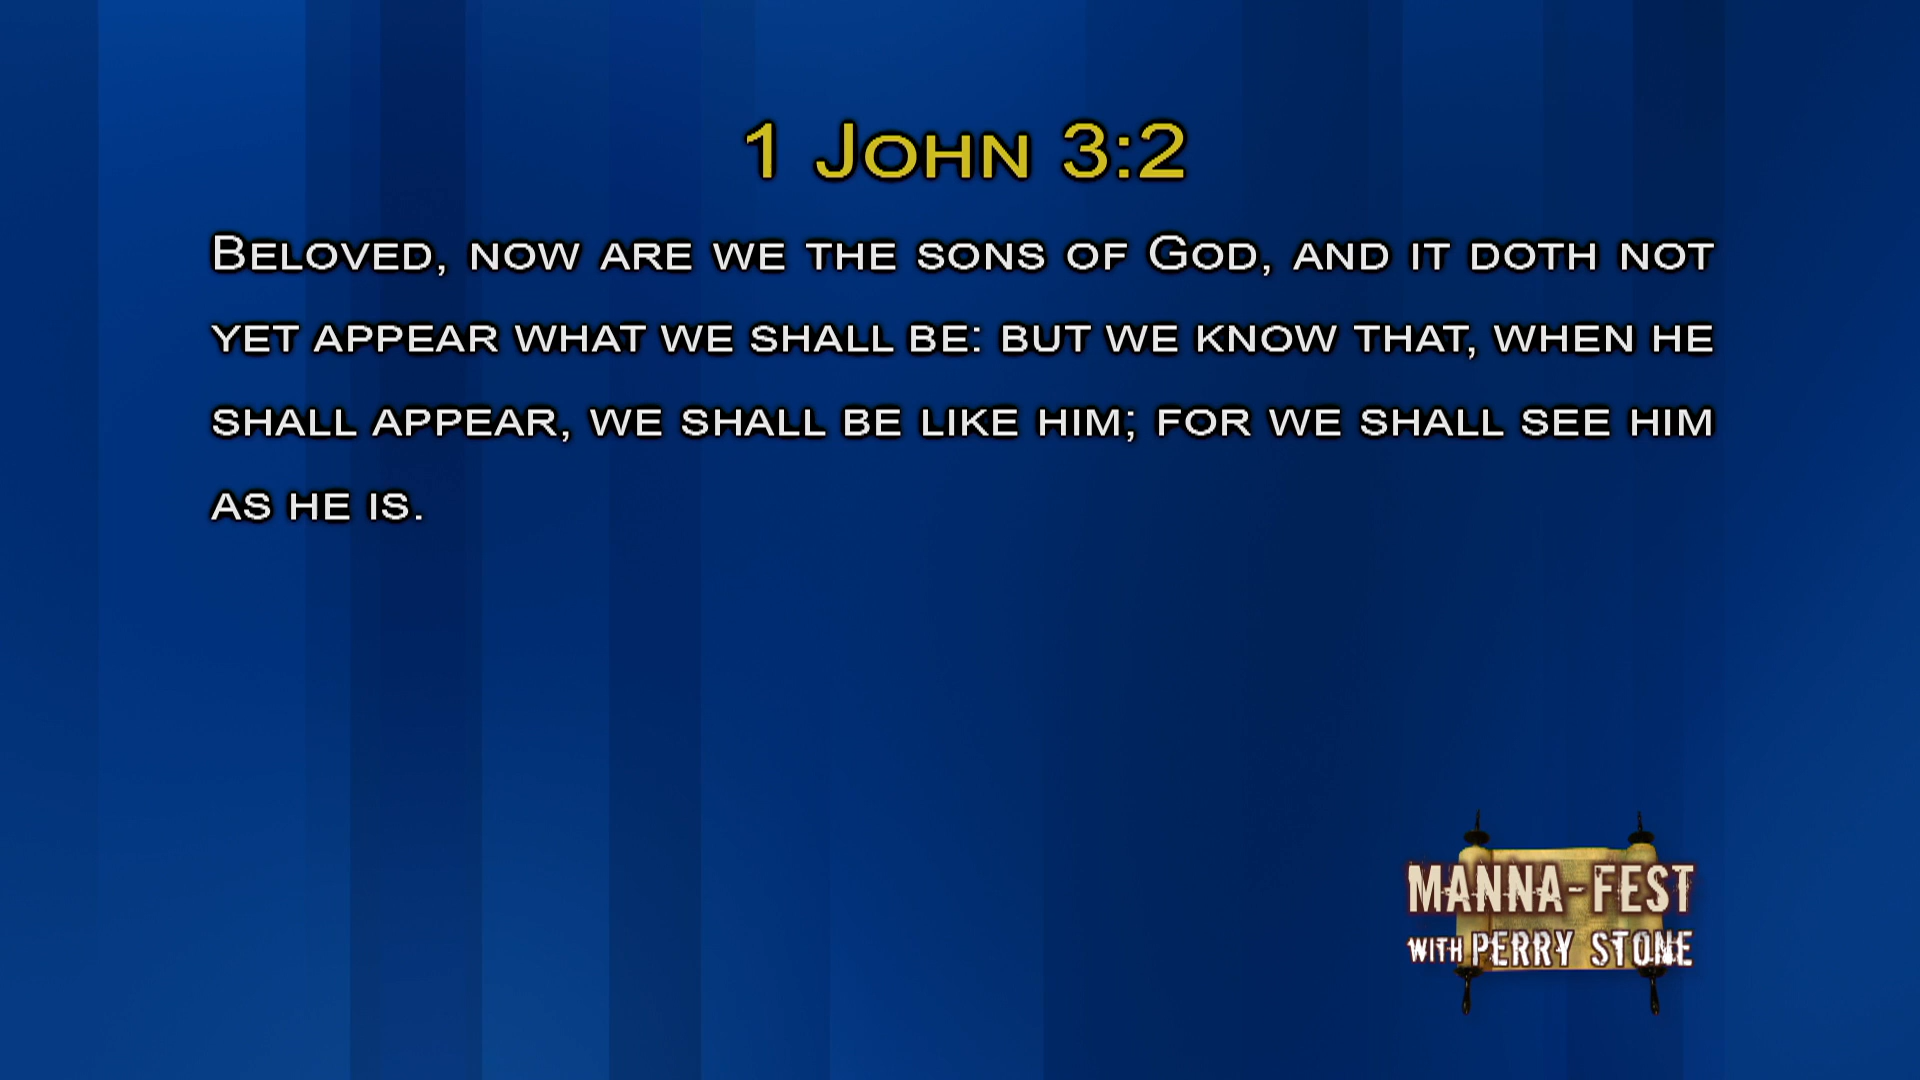 1 John 3:2
Beloved, now are we the sons of God, and it doth not
yet appear what we shall be: but we know that, when he
shall appear, we shall be like him; for we shall see him
as he is.
MANNA-FEST
WITH PERRY STONE